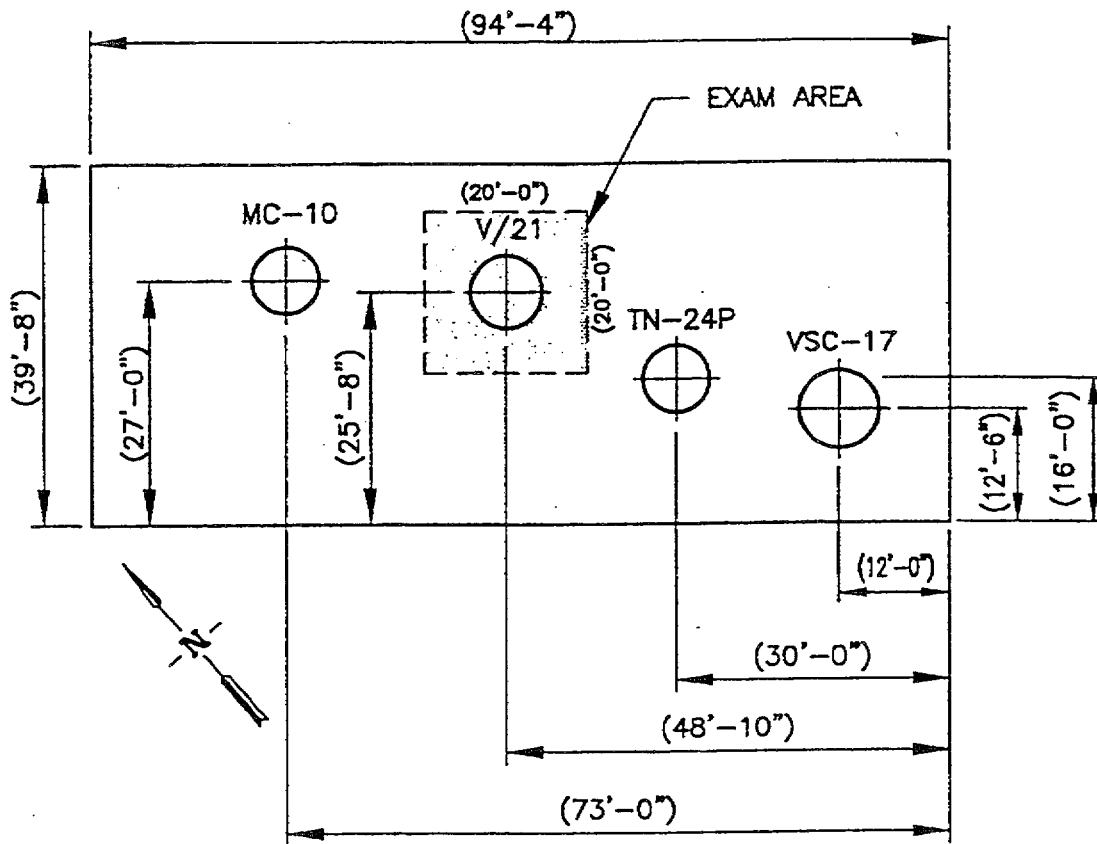 (94'-4")
EXAM AREA
(20'-0")
MC-10
V/21
(20'-0")
TN-24P
VSC-17
(39'-8")
(27'-0")
(25'-8")
(12'-6")
(16'-0")
(12'-0")
N
(30'-0")
(48'-10")
(73'-0")